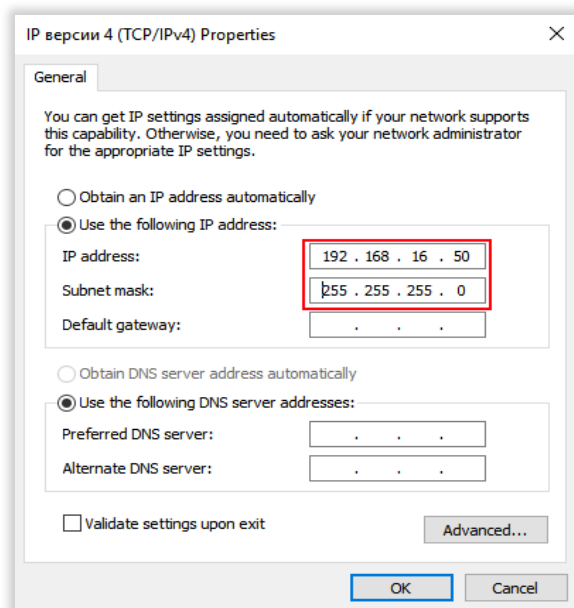 IP версии 4 (TCP/IPv4) Properties
General
You can get IP settings assigned automatically if your network supports
this capability. Otherwise, you need to ask your network administrator
for the appropriate IP settings.
Obtain an IP address automatically
Use the following IP address:
IP address: 192 . 168 . 16 . 50
Subnet mask: 255 . 255 . 255 . 0
Default gateway: . . .
Obtain DNS server address automatically
Use the following DNS server addresses:
Preferred DNS server: . . .
Alternate DNS server: . . .
Validate settings upon exit
Advanced...
OK Cancel